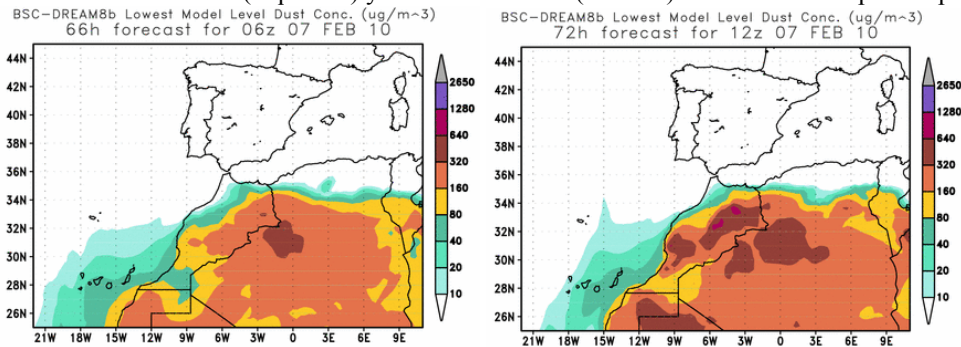 BSC-DREAM8b Lowest Model Level Dust Conc. (ug/m^3)
66h forecast for 06z 07 FEB 10
44N
42N
40N
38N
36N
34N
32N
30N
28N
26N
21W 18W 15W 12W 9W 6W 3W 0 3E 6E 9E
2650
1280
640
320
160
80
40
20
10
BSC-DREAM8b Lowest Model Level Dust Conc. (ug/m^3)
72h forecast for 12z 07 FEB 10
44N
42N
40N
38N
36N
34N
32N
30N
28N
26N
21W 18W 15W 12W 9W 6W 3W 0 3E 6E 9E
2650
1280
640
320
160
80
40
20
10